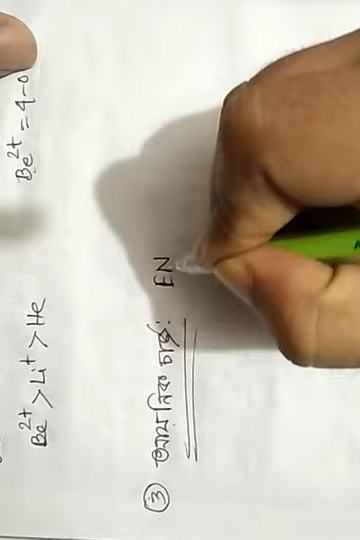 Be²⁺ > Li⁺ > He
Be²⁺ = 4-0
③ আয়নিক চার্জ: EN